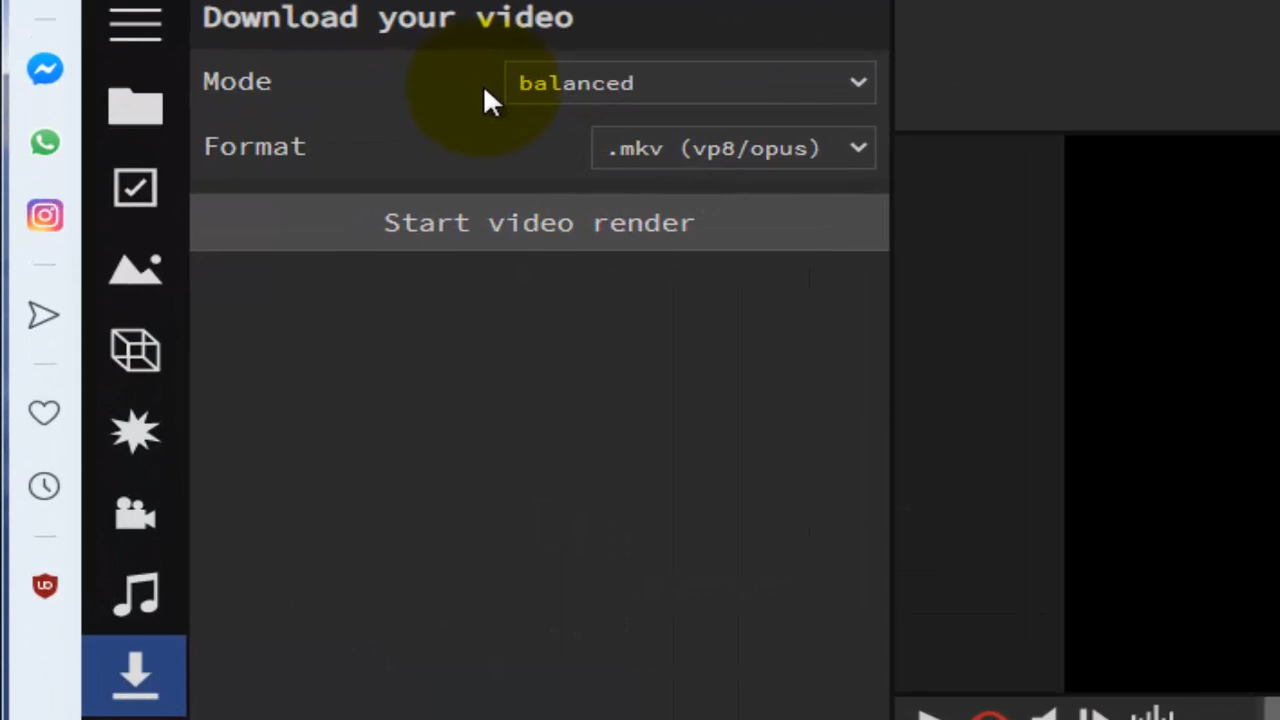 Download your video
Mode
balanced
Format
.mkv (vp8/opus)
Start video render